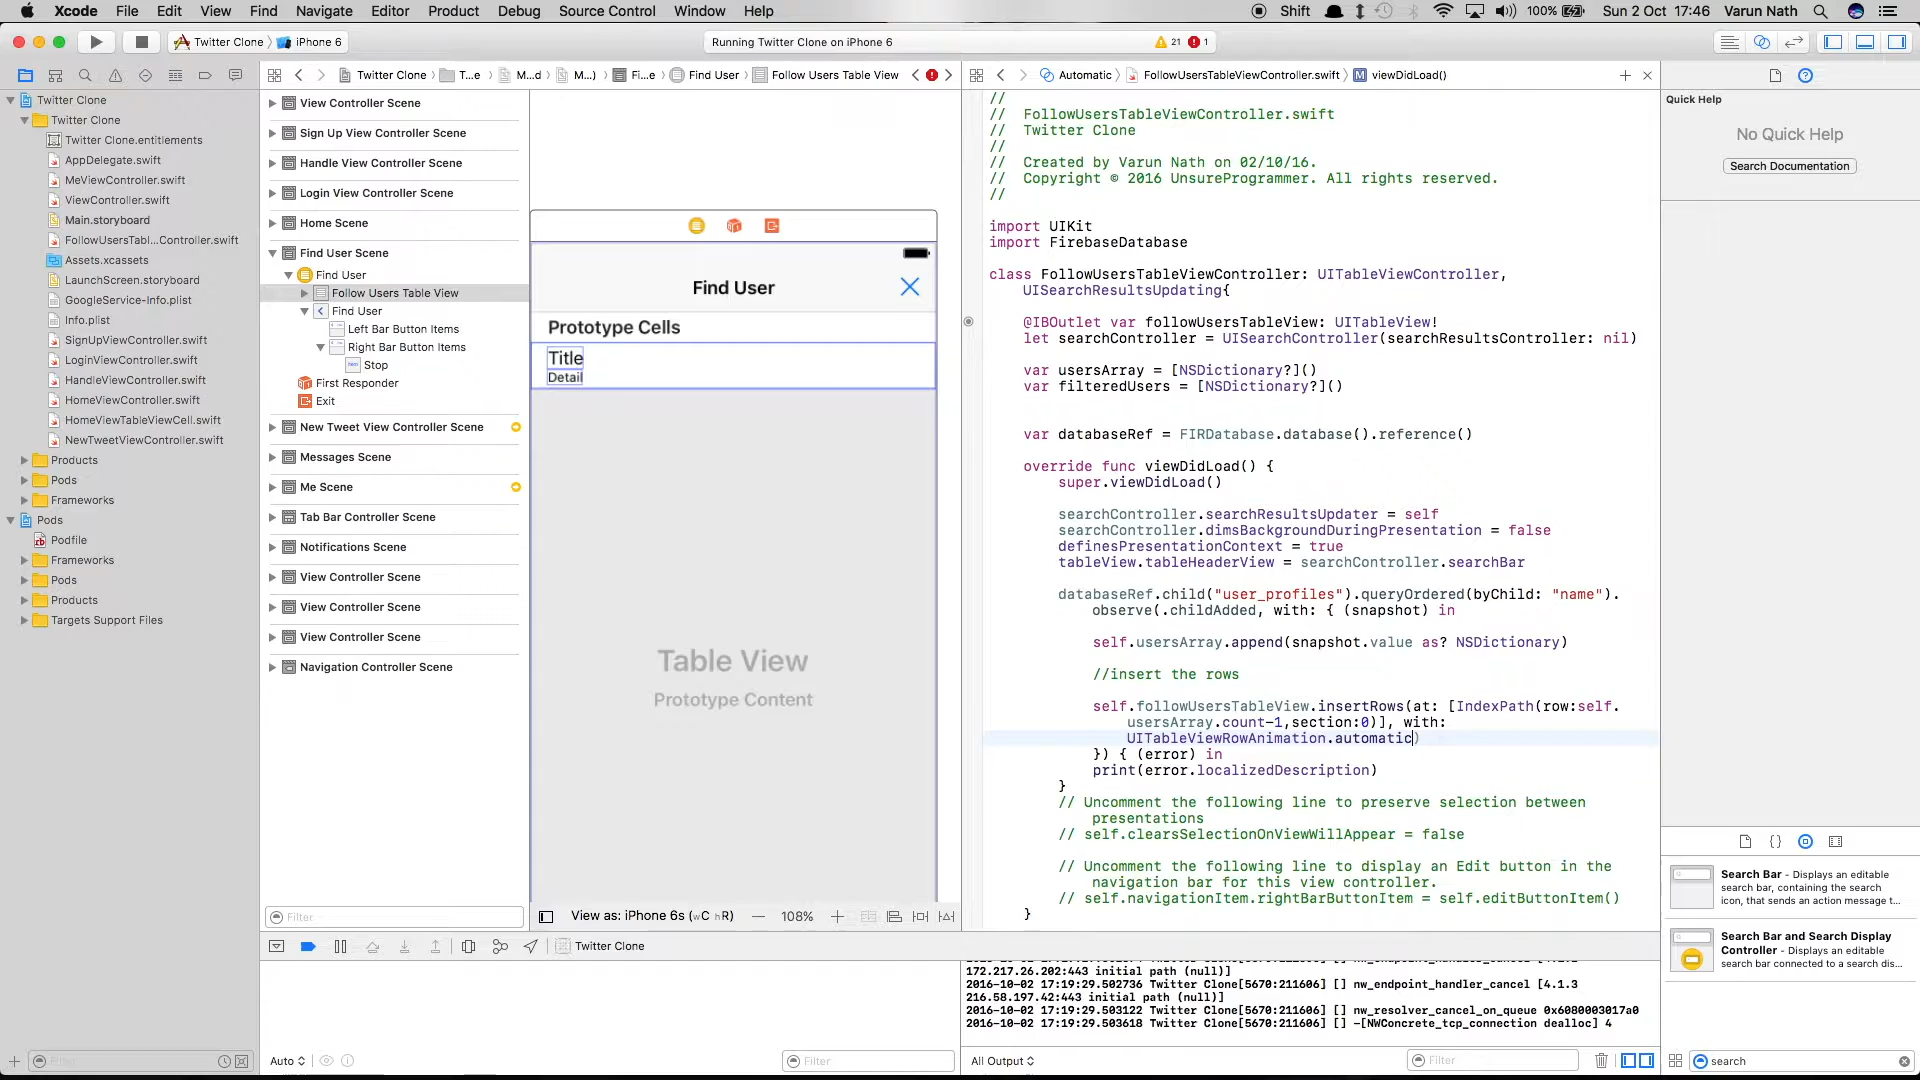 Xcode File Edit View Find Navigate Editor Product Debug Source Control Window Help Shift 100% Sun 2 Oct 17:46 Varun Nath
Twitter Clone iPhone 6 Running Twitter Clone on iPhone 6 21 1
Twitter Clone T...e M...d M...) Fi...e Find User Follow Users Table View
Automatic FollowUsersTableViewController.swift viewDidLoad()
Twitter Clone
Twitter Clone
Twitter Clone.entitlements
AppDelegate.swift
MeViewController.swift
ViewController.swift
Main.storyboard
FollowUsersTabl...Controller.swift
Assets.xcassets
LaunchScreen.storyboard
GoogleService-Info.plist
Info.plist
SignUpViewController.swift
LoginViewController.swift
HandleViewController.swift
HomeViewController.swift
HomeViewTableViewCell.swift
NewTweetViewController.swift
Products
Pods
Frameworks
Pods
Podfile
Frameworks
Pods
Products
Targets Support Files
Filter
View Controller Scene
Sign Up View Controller Scene
Handle View Controller Scene
Login View Controller Scene
Home Scene
Find User Scene
Find User
Follow Users Table View
Find User
Left Bar Button Items
Right Bar Button Items
Stop
First Responder
Exit
New Tweet View Controller Scene
Messages Scene
Me Scene
Tab Bar Controller Scene
Notifications Scene
View Controller Scene
View Controller Scene
View Controller Scene
Navigation Controller Scene
Filter
Find User
Prototype Cells
Title
Detail
Table View
Prototype Content
View as: iPhone 6s (wC hR) — 108% +
//
// FollowUsersTableViewController.swift
// Twitter Clone
//
// Created by Varun Nath on 02/10/16.
// Copyright © 2016 UnsureProgrammer. All rights reserved.
//
import UIKit
import FirebaseDatabase
class FollowUsersTableViewController: UITableViewController,
UISearchResultsUpdating{
@IBOutlet var followUsersTableView: UITableView!
let searchController = UISearchController(searchResultsController: nil)
var usersArray = [NSDictionary?]()
var filteredUsers = [NSDictionary?]()
var databaseRef = FIRDatabase.database().reference()
override func viewDidLoad() {
super.viewDidLoad()
searchController.searchResultsUpdater = self
searchController.dimsBackgroundDuringPresentation = false
definesPresentationContext = true
tableView.tableHeaderView = searchController.searchBar
databaseRef.child("user_profiles").queryOrdered(byChild: "name").
observe(.childAdded, with: { (snapshot) in
self.usersArray.append(snapshot.value as? NSDictionary)
//insert the rows
self.followUsersTableView.insertRows(at: [IndexPath(row:self.
usersArray.count-1,section:0)], with:
UITableViewRowAnimation.automatic)
}) { (error) in
print(error.localizedDescription)
}
// Uncomment the following line to preserve selection between
presentations
// self.clearsSelectionOnViewWillAppear = false
// Uncomment the following line to display an Edit button in the
navigation bar for this view controller.
// self.navigationItem.rightBarButtonItem = self.editButtonItem()
}
Quick Help
No Quick Help
Search Documentation
{ }
Search Bar - Displays an editable
search bar, containing the search
icon, that sends an action message t...
Search Bar and Search Display
Controller - Displays an editable
search bar connected to a search dis...
search
Twitter Clone
172.217.26.202:443 initial path (null)]
2016-10-02 17:19:29.502736 Twitter Clone[5670:211606] [] nw_endpoint_handler_cancel [4.1.3
216.58.197.42:443 initial path (null)]
2016-10-02 17:19:29.503122 Twitter Clone[5670:211606] [] nw_resolver_cancel_on_queue 0x6080003017a0
2016-10-02 17:19:29.503618 Twitter Clone[5670:211606] [] -[NWConcrete_tcp_connection dealloc] 4
Auto Filter All Output Filter